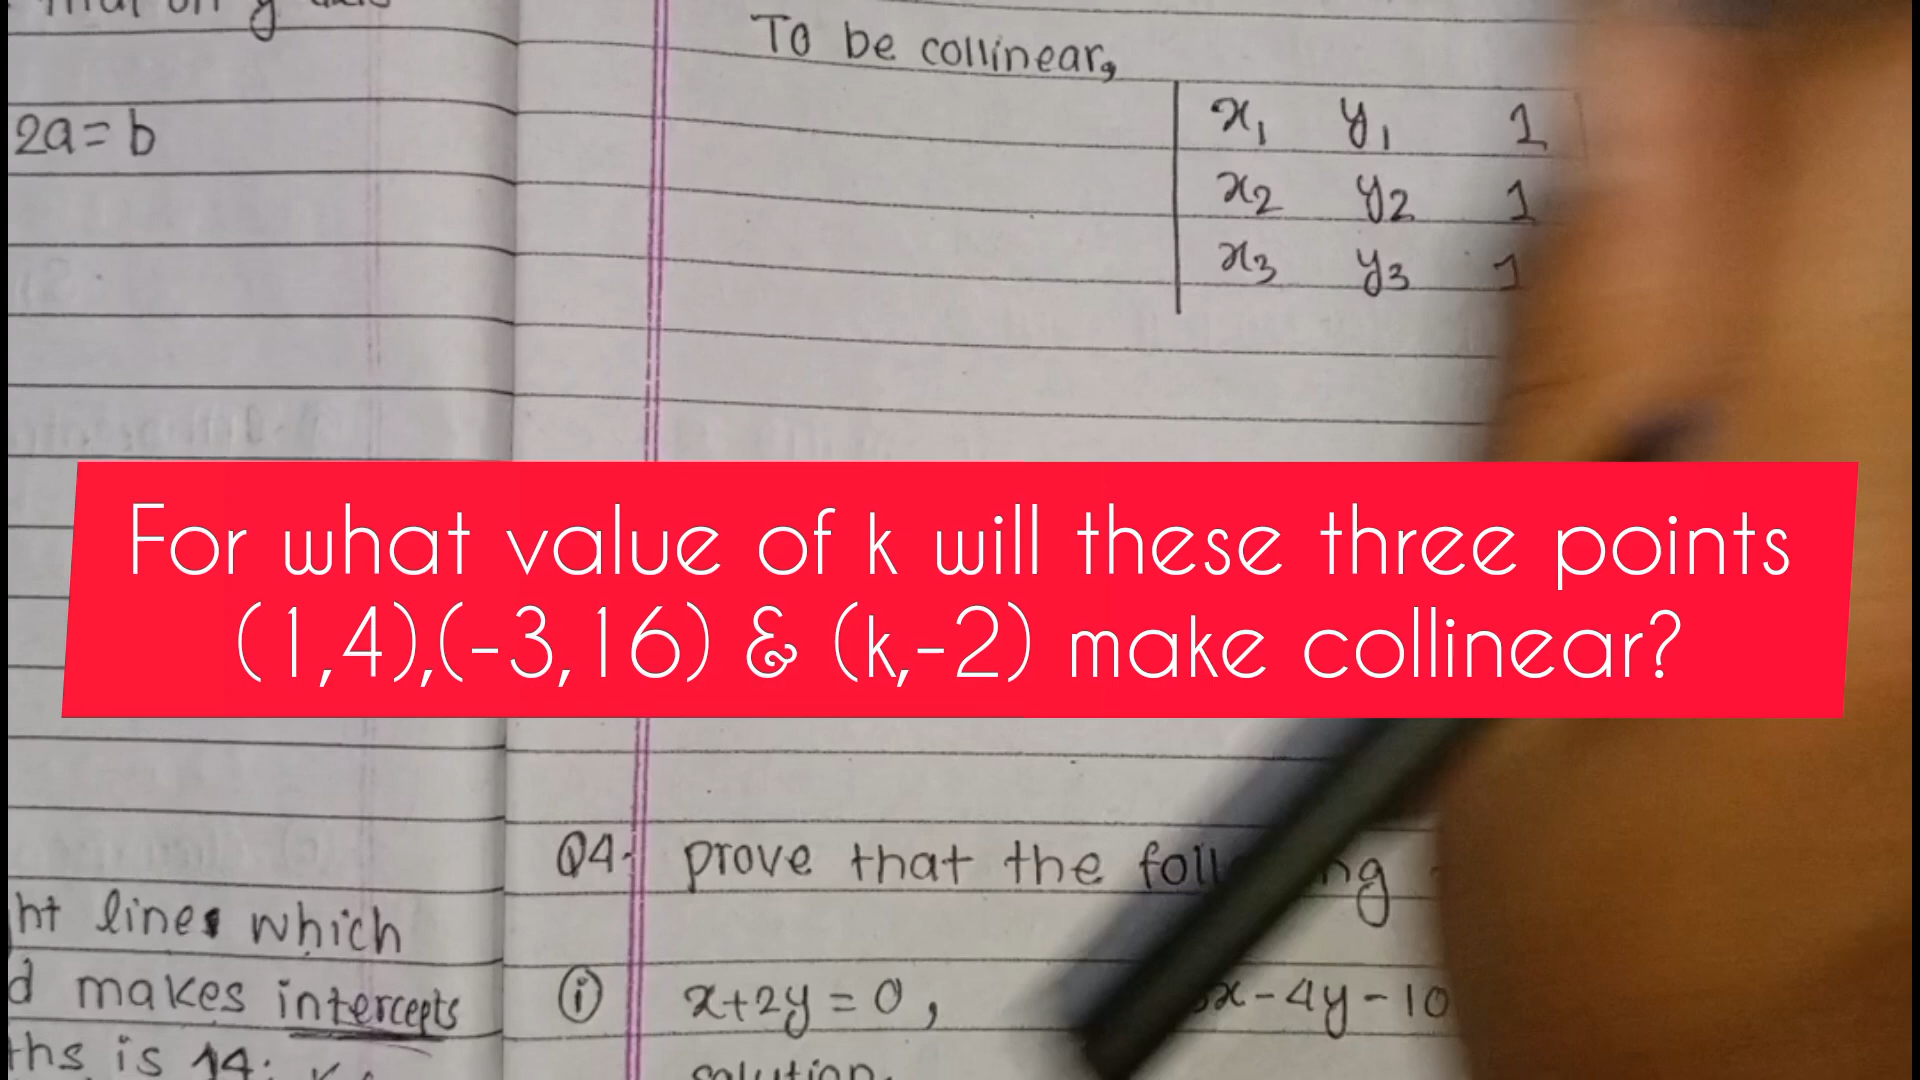 To be collinear,
2a = b
x₁ y₁ 1
x₂ y₂ 1
x₃ y₃ 1
For what value of k will these three points
(1,4),(-3,16) & (k,-2) make collinear?
Q4. prove that the
ht lines which
d makes intercepts
(i) x+2y = 0, x-4y-10
is 14:
solution.